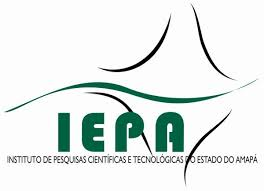 IEPA
INSTITUTO DE PESQUISAS CIENTÍFICAS E TECNOLÓGICAS DO ESTADO DO AMAPÁ